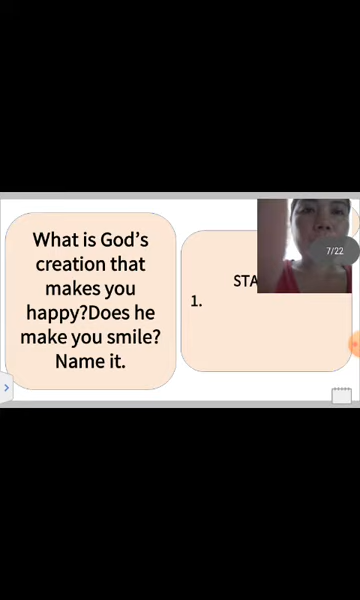 What is God's
creation that
makes you
happy?Does he
make you smile?
Name it.
STA
1.
7/22